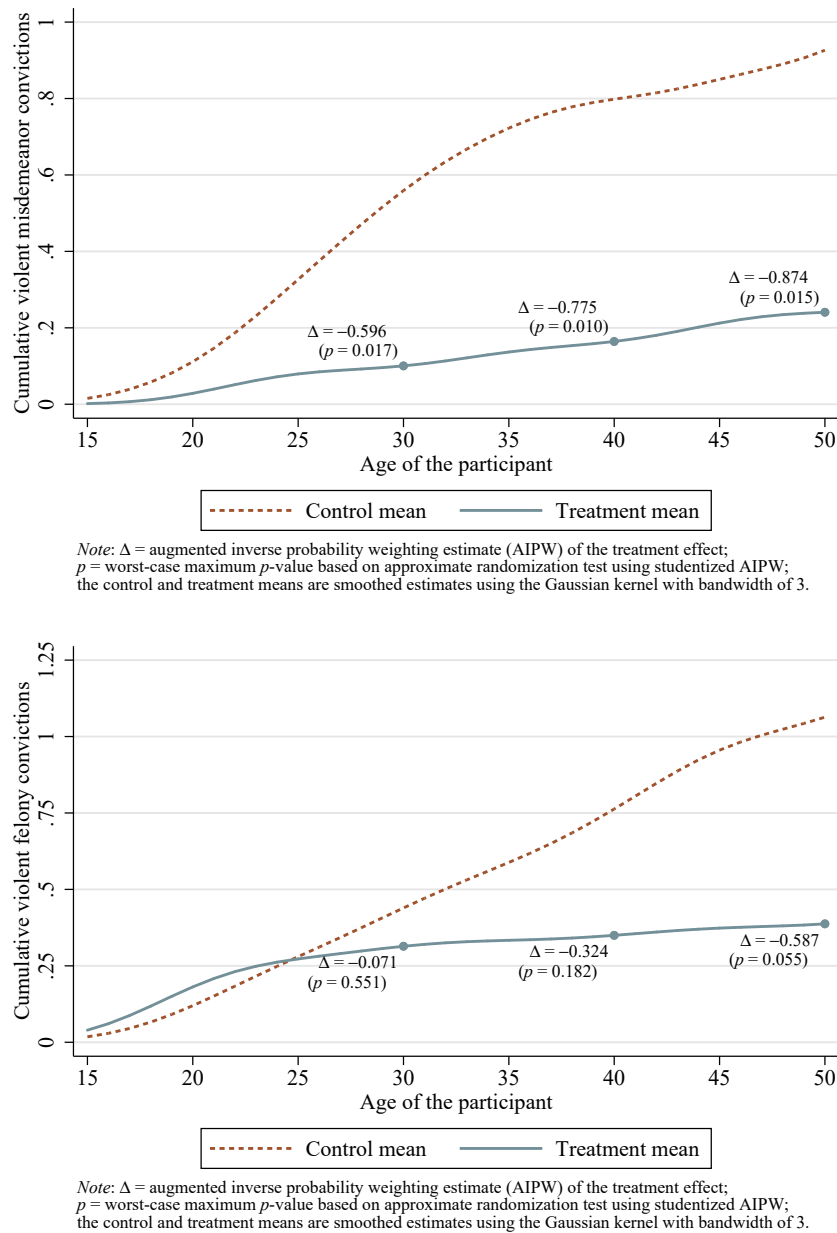 Cumulative violent misdemeanor convictions
1
.8
.6
.4
.2
0
Δ = −0.596
(p = 0.017)
Δ = −0.775
(p = 0.010)
Δ = −0.874
(p = 0.015)
15 20 25 30 35 40 45 50
Age of the participant
Control mean Treatment mean
Note: Δ = augmented inverse probability weighting estimate (AIPW) of the treatment effect;
p = worst-case maximum p-value based on approximate randomization test using studentized AIPW;
the control and treatment means are smoothed estimates using the Gaussian kernel with bandwidth of 3.
Cumulative violent felony convictions
1.25
1
.75
.5
.25
0
Δ = −0.071
(p = 0.551)
Δ = −0.324
(p = 0.182)
Δ = −0.587
(p = 0.055)
15 20 25 30 35 40 45 50
Age of the participant
Control mean Treatment mean
Note: Δ = augmented inverse probability weighting estimate (AIPW) of the treatment effect;
p = worst-case maximum p-value based on approximate randomization test using studentized AIPW;
the control and treatment means are smoothed estimates using the Gaussian kernel with bandwidth of 3.